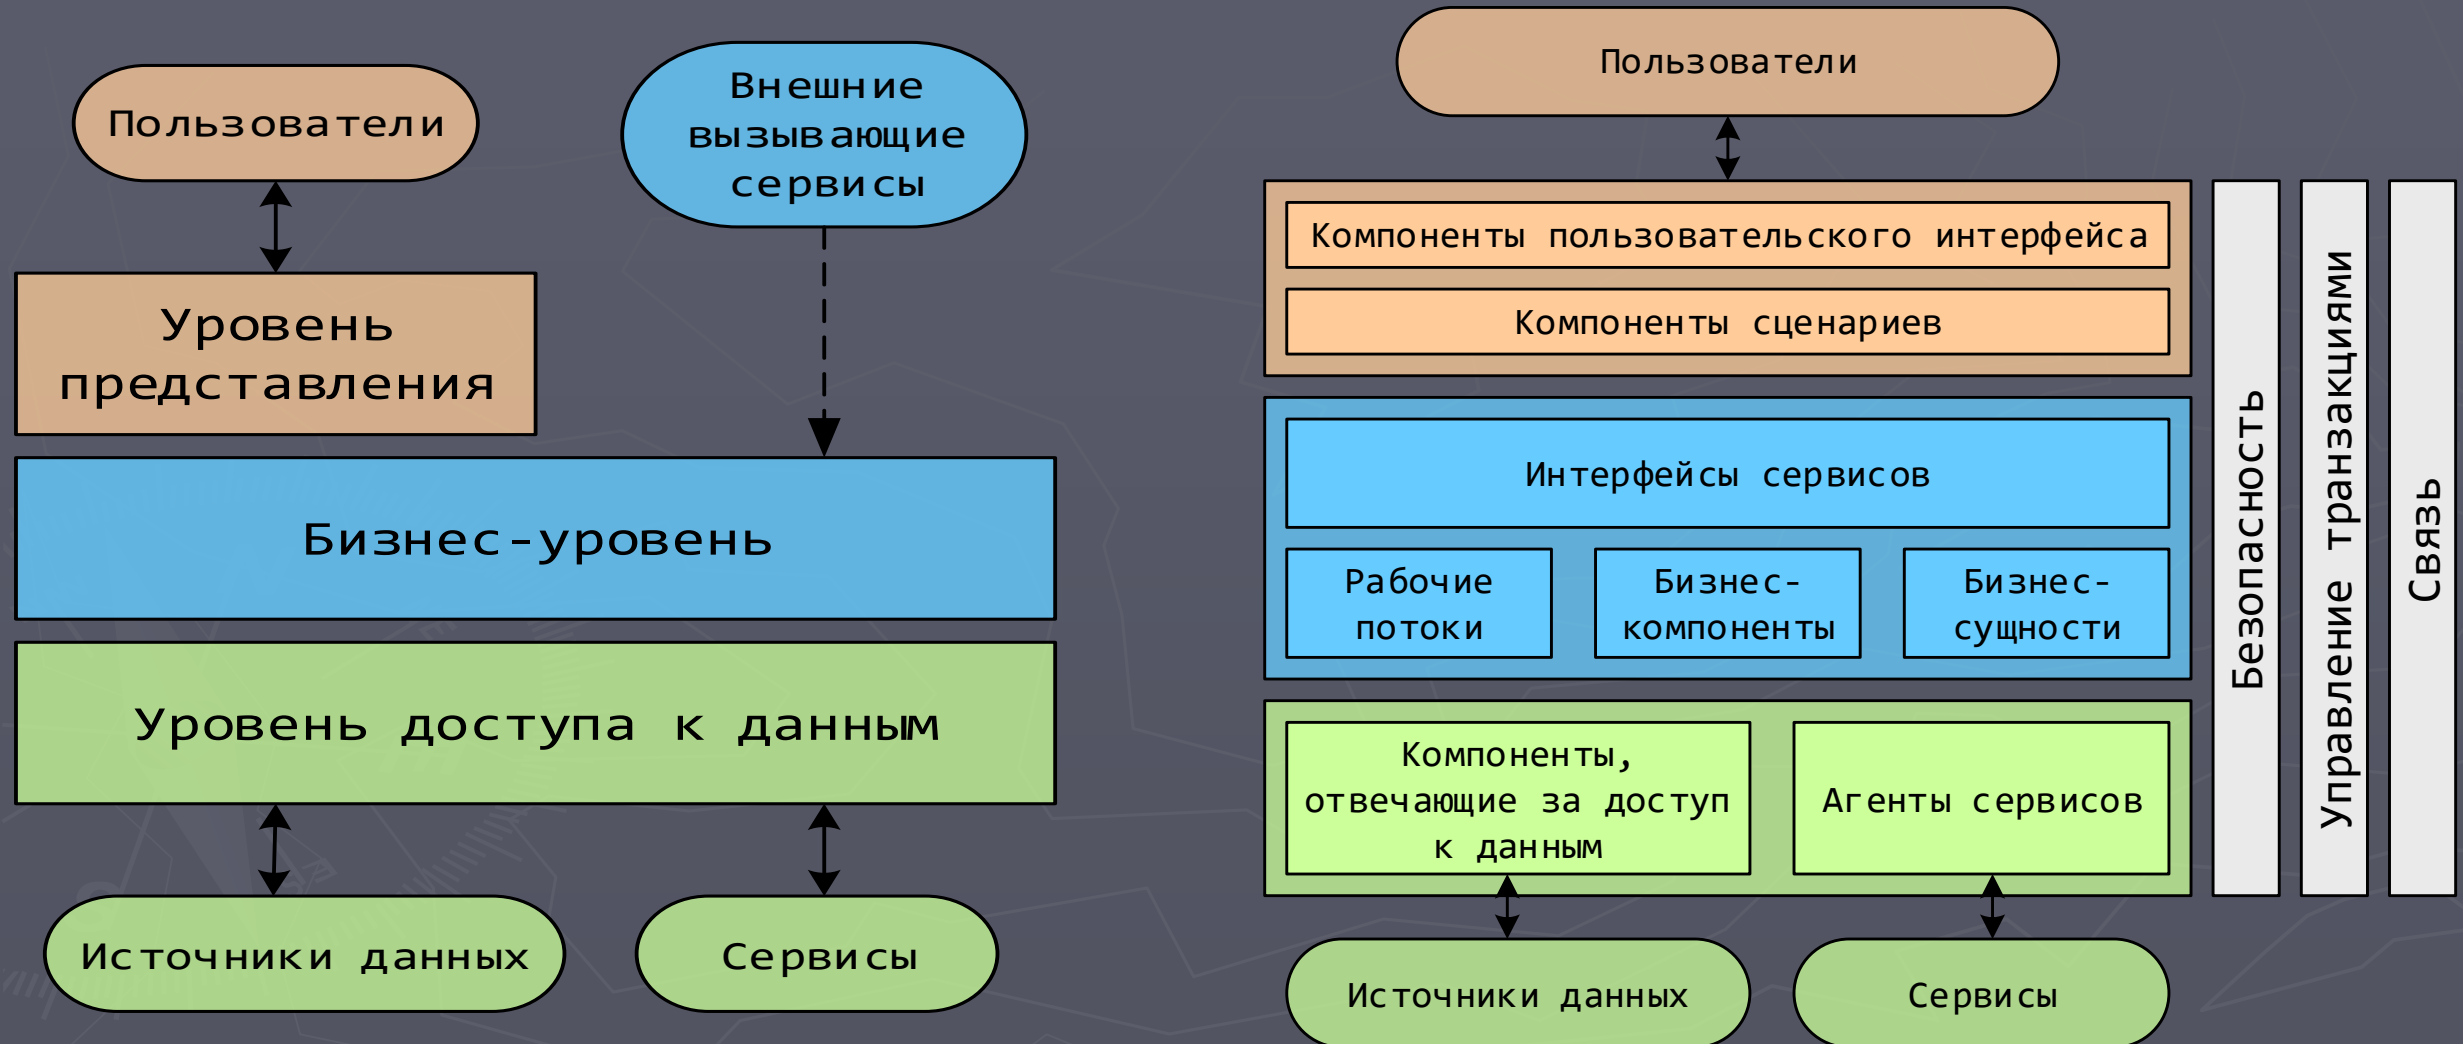 Пользователи
Внешние
вызывающие
сервисы
Уровень
представления
Бизнес-уровень
Уровень доступа к данным
Источники данных
Сервисы
Пользователи
Компоненты пользовательского интерфейса
Компоненты сценариев
Интерфейсы сервисов
Рабочие
потоки
Бизнес-
компоненты
Бизнес-
сущности
Компоненты,
отвечающие за доступ
к данным
Агенты сервисов
Источники данных
Сервисы
Безопасность
Управление транзакциями
Связь